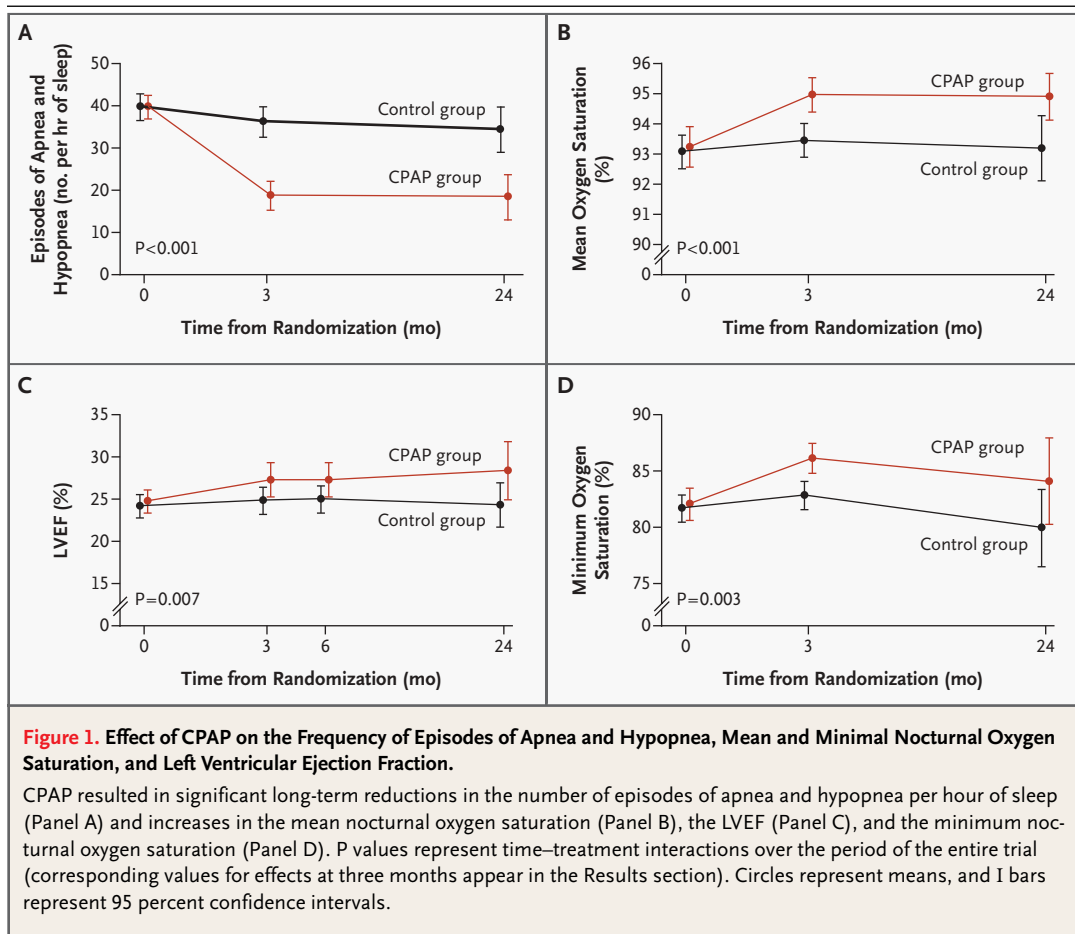 A
Episodes of Apnea and
Hypopnea (no. per hr of sleep)
50
40
30
20
10
0
Control group
CPAP group
P<0.001
0
3
24
Time from Randomization (mo)
B
Mean Oxygen Saturation
(%)
96
95
94
93
92
91
90
0
CPAP group
Control group
P<0.001
0
3
24
Time from Randomization (mo)
C
LVEF (%)
35
30
25
20
15
0
CPAP group
Control group
P=0.007
0
3
6
24
Time from Randomization (mo)
D
Minimum Oxygen
Saturation (%)
90
85
80
75
0
CPAP group
Control group
P=0.003
0
3
24
Time from Randomization (mo)
Figure 1. Effect of CPAP on the Frequency of Episodes of Apnea and Hypopnea, Mean and Minimal Nocturnal Oxygen
Saturation, and Left Ventricular Ejection Fraction.
CPAP resulted in significant long-term reductions in the number of episodes of apnea and hypopnea per hour of sleep
(Panel A) and increases in the mean nocturnal oxygen saturation (Panel B), the LVEF (Panel C), and the minimum noc-
turnal oxygen saturation (Panel D). P values represent time–treatment interactions over the period of the entire trial
(corresponding values for effects at three months appear in the Results section). Circles represent means, and I bars
represent 95 percent confidence intervals.